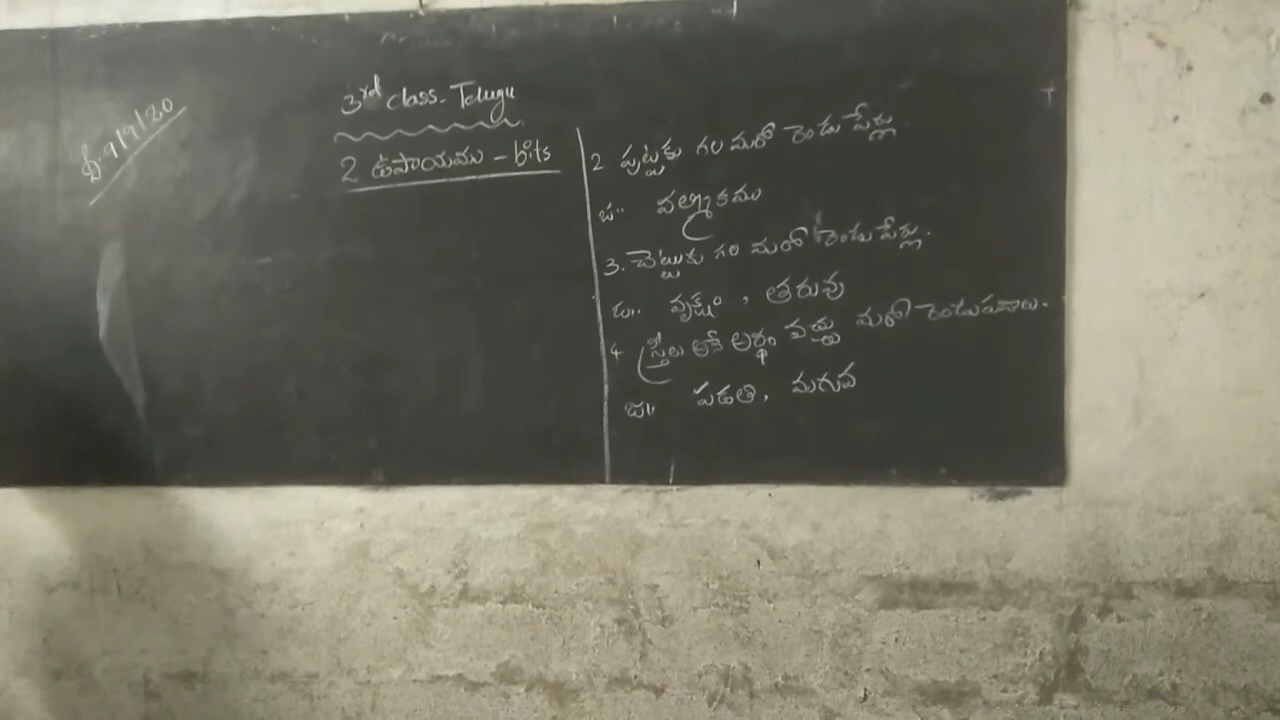 9/9/20
3rd class - Telugu
2 ఉపాయము - bits
2 పుట్టకు గల మరో రెండు పేర్లు
జ" వల్మీకము
3. చెట్టుకు గల మరో రెండు పేర్లు.
జ". వృక్షం, తరువు
4 స్త్రీలు అనే అర్థం వచ్చు మరో రెండు పదాలు.
జ" పడతి, మగువ